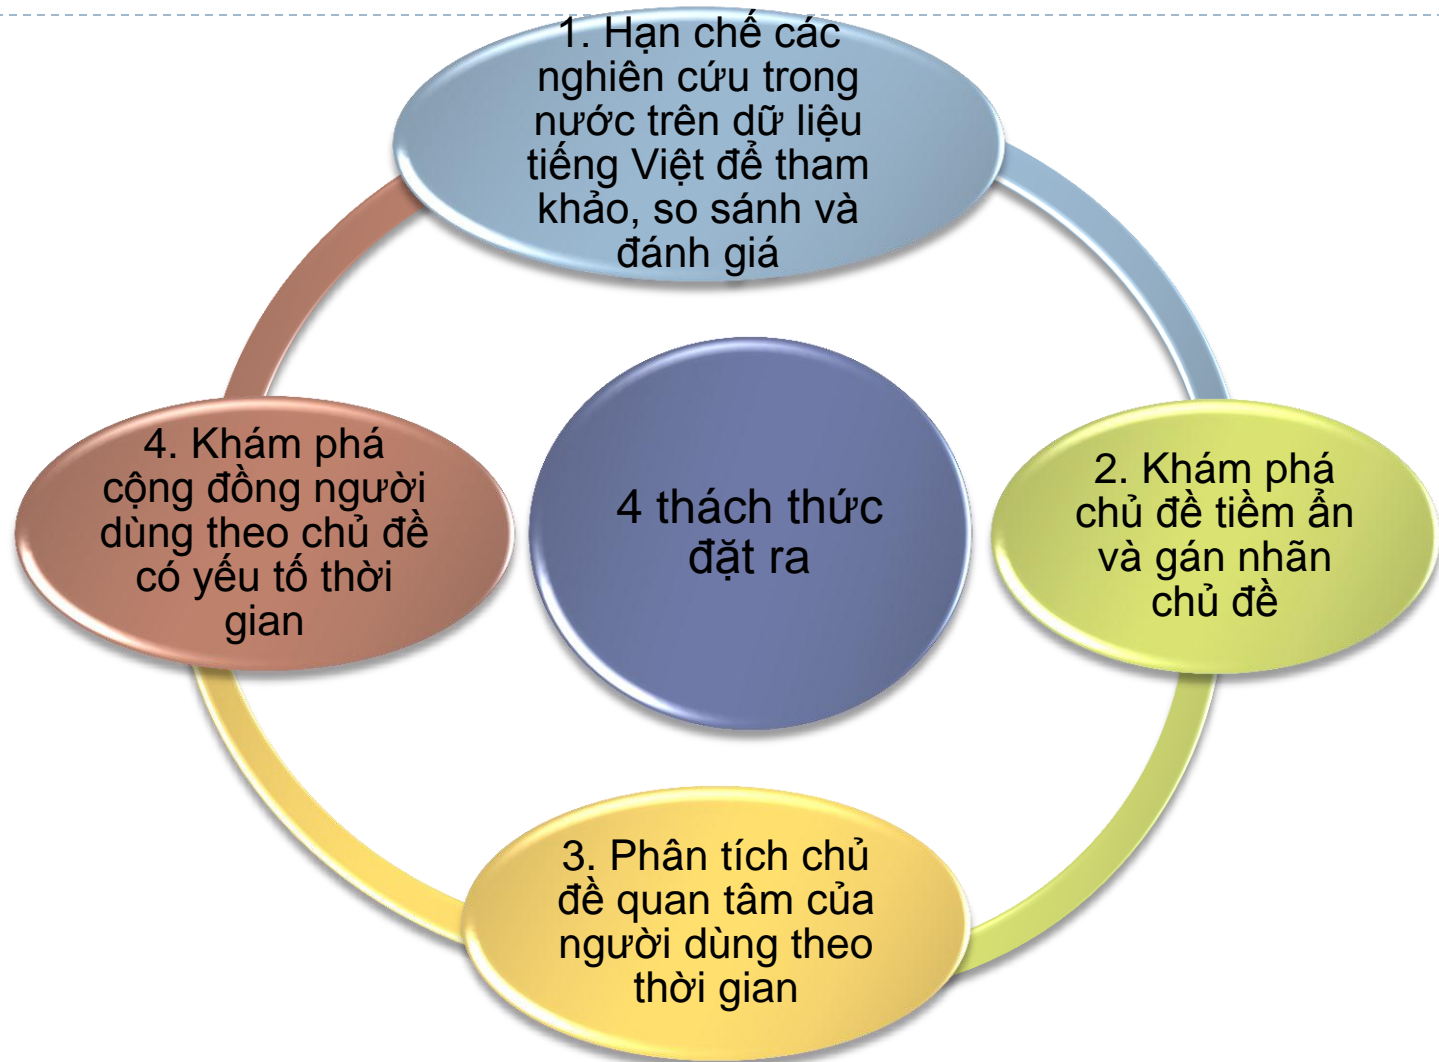 1. Hạn chế các
nghiên cứu trong
nước trên dữ liệu
tiếng Việt để tham
khảo, so sánh và
đánh giá
4. Khám phá
cộng đồng người
dùng theo chủ đề
có yếu tố thời
gian
4 thách thức
đặt ra
2. Khám phá
chủ đề tiềm ẩn
và gán nhãn
chủ đề
3. Phân tích chủ
đề quan tâm của
người dùng theo
thời gian